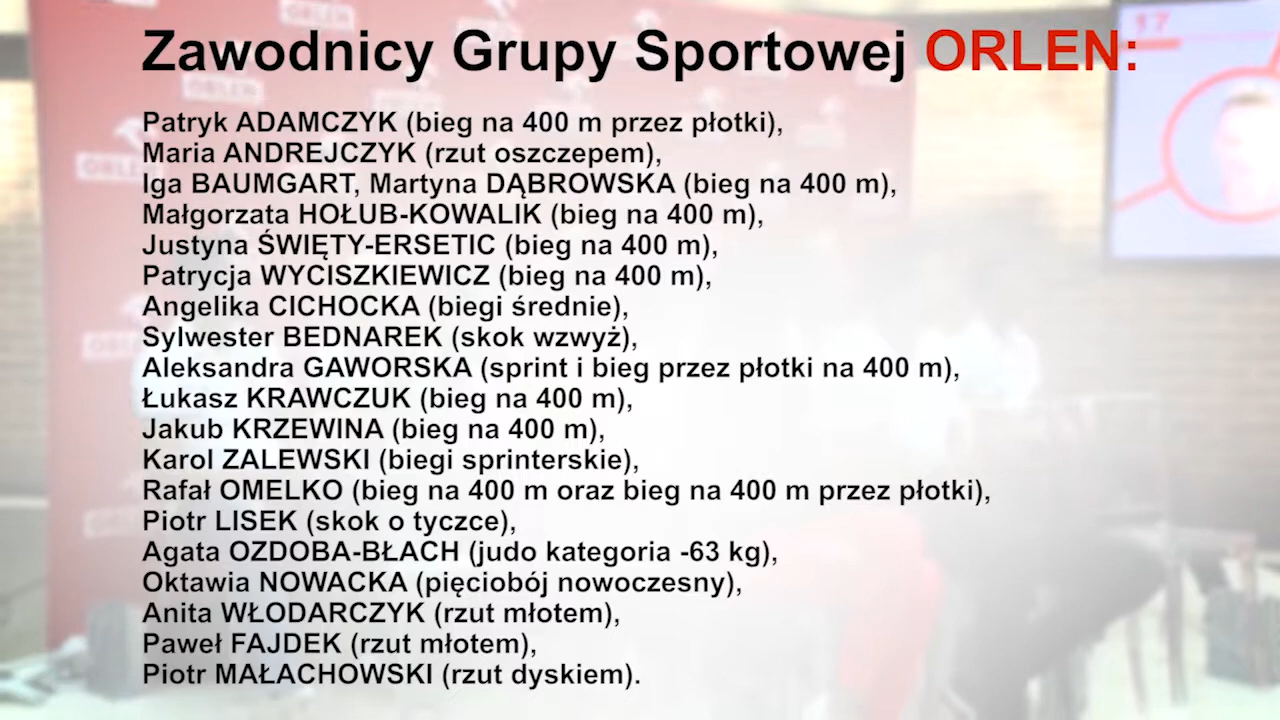 Zawodnicy Grupy Sportowej ORLEN:
Patryk ADAMCZYK (bieg na 400 m przez płotki),
Maria ANDREJCZYK (rzut oszczepem),
Iga BAUMGART, Martyna DĄBROWSKA (bieg na 400 m),
Małgorzata HOŁUB-KOWALIK (bieg na 400 m),
Justyna ŚWIĘTY-ERSETIC (bieg na 400 m),
Patrycja WYCISZKIEWICZ (bieg na 400 m),
Angelika CICHOCKA (biegi średnie),
Sylwester BEDNAREK (skok wzwyż),
Aleksandra GAWORSKA (sprint i bieg przez płotki na 400 m),
Łukasz KRAWCZUK (bieg na 400 m),
Jakub KRZEWINA (bieg na 400 m),
Karol ZALEWSKI (biegi sprinterskie),
Rafał OMELKO (bieg na 400 m oraz bieg na 400 m przez płotki),
Piotr LISEK (skok o tyczce),
Agata OZDOBA-BŁACH (judo kategoria -63 kg),
Oktawia NOWACKA (pięciobój nowoczesny),
Anita WŁODARCZYK (rzut młotem),
Paweł FAJDEK (rzut młotem),
Piotr MAŁACHOWSKI (rzut dyskiem).
ORLEN
ORLEN
17